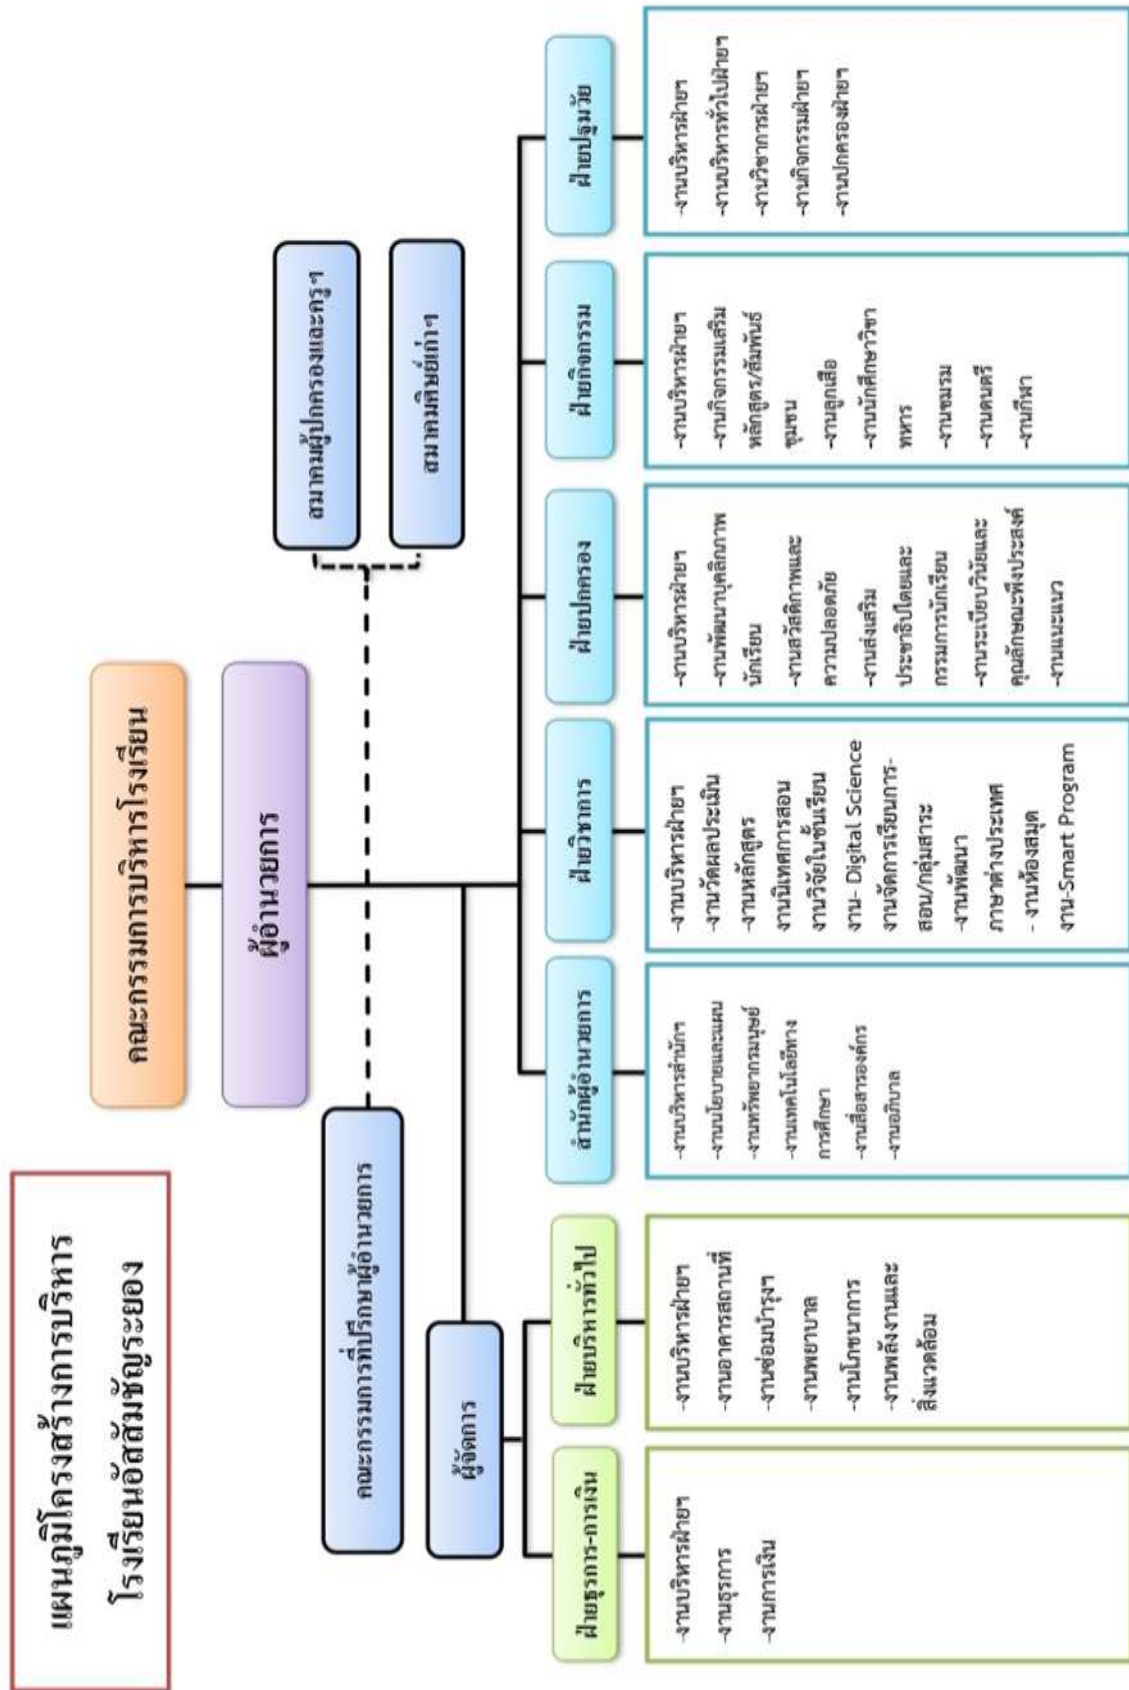 แผนภูมิโครงสร้างการบริหาร
โรงเรียนอัสสัมชัญระยอง
คณะกรรมการบริหารโรงเรียน
ผู้อำนวยการ
คณะกรรมการที่ปรึกษาผู้อำนวยการ
สมาคมผู้ปกครองและครูฯ
สมาคมศิษย์เก่าฯ
ผู้จัดการ
ฝ่ายธุรการ-การเงิน
-งานบริหารฝ่ายฯ
-งานธุรการ
-งานการเงิน
ฝ่ายบริหารทั่วไป
-งานบริหารฝ่ายฯ
-งานอาคารสถานที่
-งานซ่อมบำรุงฯ
-งานพยาบาล
-งานโภชนาการ
-งานพลังงานและ
สิ่งแวดล้อม
สำนักผู้อำนวยการ
-งานบริหารสำนักฯ
-งานนโยบายและแผน
-งานทรัพยากรมนุษย์
-งานเทคโนโลยีทาง
การศึกษา
-งานสื่อสารองค์กร
-งานอภิบาล
ฝ่ายวิชาการ
-งานบริหารฝ่ายฯ
-งานวัดผลประเมิน
-งานหลักสูตร
งานนิเทศการสอน
งานวิจัยในชั้นเรียน
งาน- Digital Science
งานจัดการเรียนการ-
สอน/กลุ่มสาระ
-งานพัฒนา
ภาษาต่างประเทศ
- งานห้องสมุด
งาน-Smart Program
ฝ่ายปกครอง
-งานบริหารฝ่ายฯ
-งานพัฒนาบุคลิกภาพ
นักเรียน
-งานสวัสดิภาพและ
ความปลอดภัย
-งานส่งเสริม
ประชาธิปไตยและ
กรรมการนักเรียน
-งานระเบียบวินัยและ
คุณลักษณะพึงประสงค์
-งานแนะแนว
ฝ่ายกิจกรรม
-งานบริหารฝ่ายฯ
-งานกิจกรรมเสริม
หลักสูตร/สัมพันธ์
ชุมชน
-งานลูกเสือ
-งานนักศึกษาวิชา
ทหาร
-งานชมรม
-งานดนตรี
-งานกีฬา
ฝ่ายปฐมวัย
-งานบริหารฝ่ายฯ
-งานบริหารทั่วไปฝ่ายฯ
-งานวิชาการฝ่ายฯ
-งานกิจกรรมฝ่ายฯ
-งานปกครองฝ่ายฯ